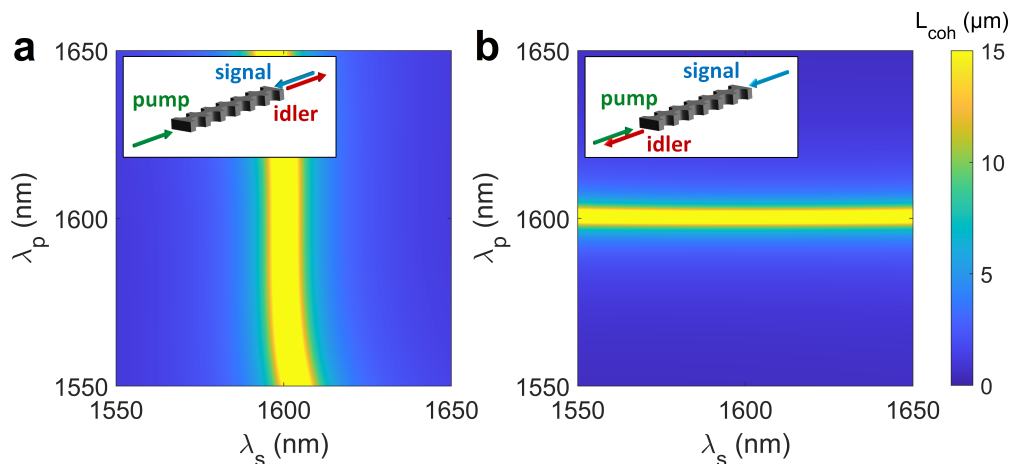 a
1650
1600
1550
λp (nm)
signal
pump
idler
1550
1600
1650
λs (nm)
b
1650
1600
1550
λp (nm)
signal
pump
idler
1550
1600
1650
λs (nm)
Lcoh (μm)
15
10
5
0